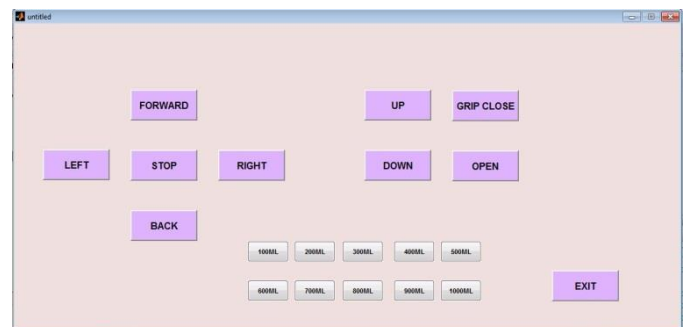 untitled
FORWARD UP GRIP CLOSE
LEFT STOP RIGHT DOWN OPEN
BACK
100ML 200ML 300ML 400ML 500ML
600ML 700ML 800ML 900ML 1000ML
EXIT